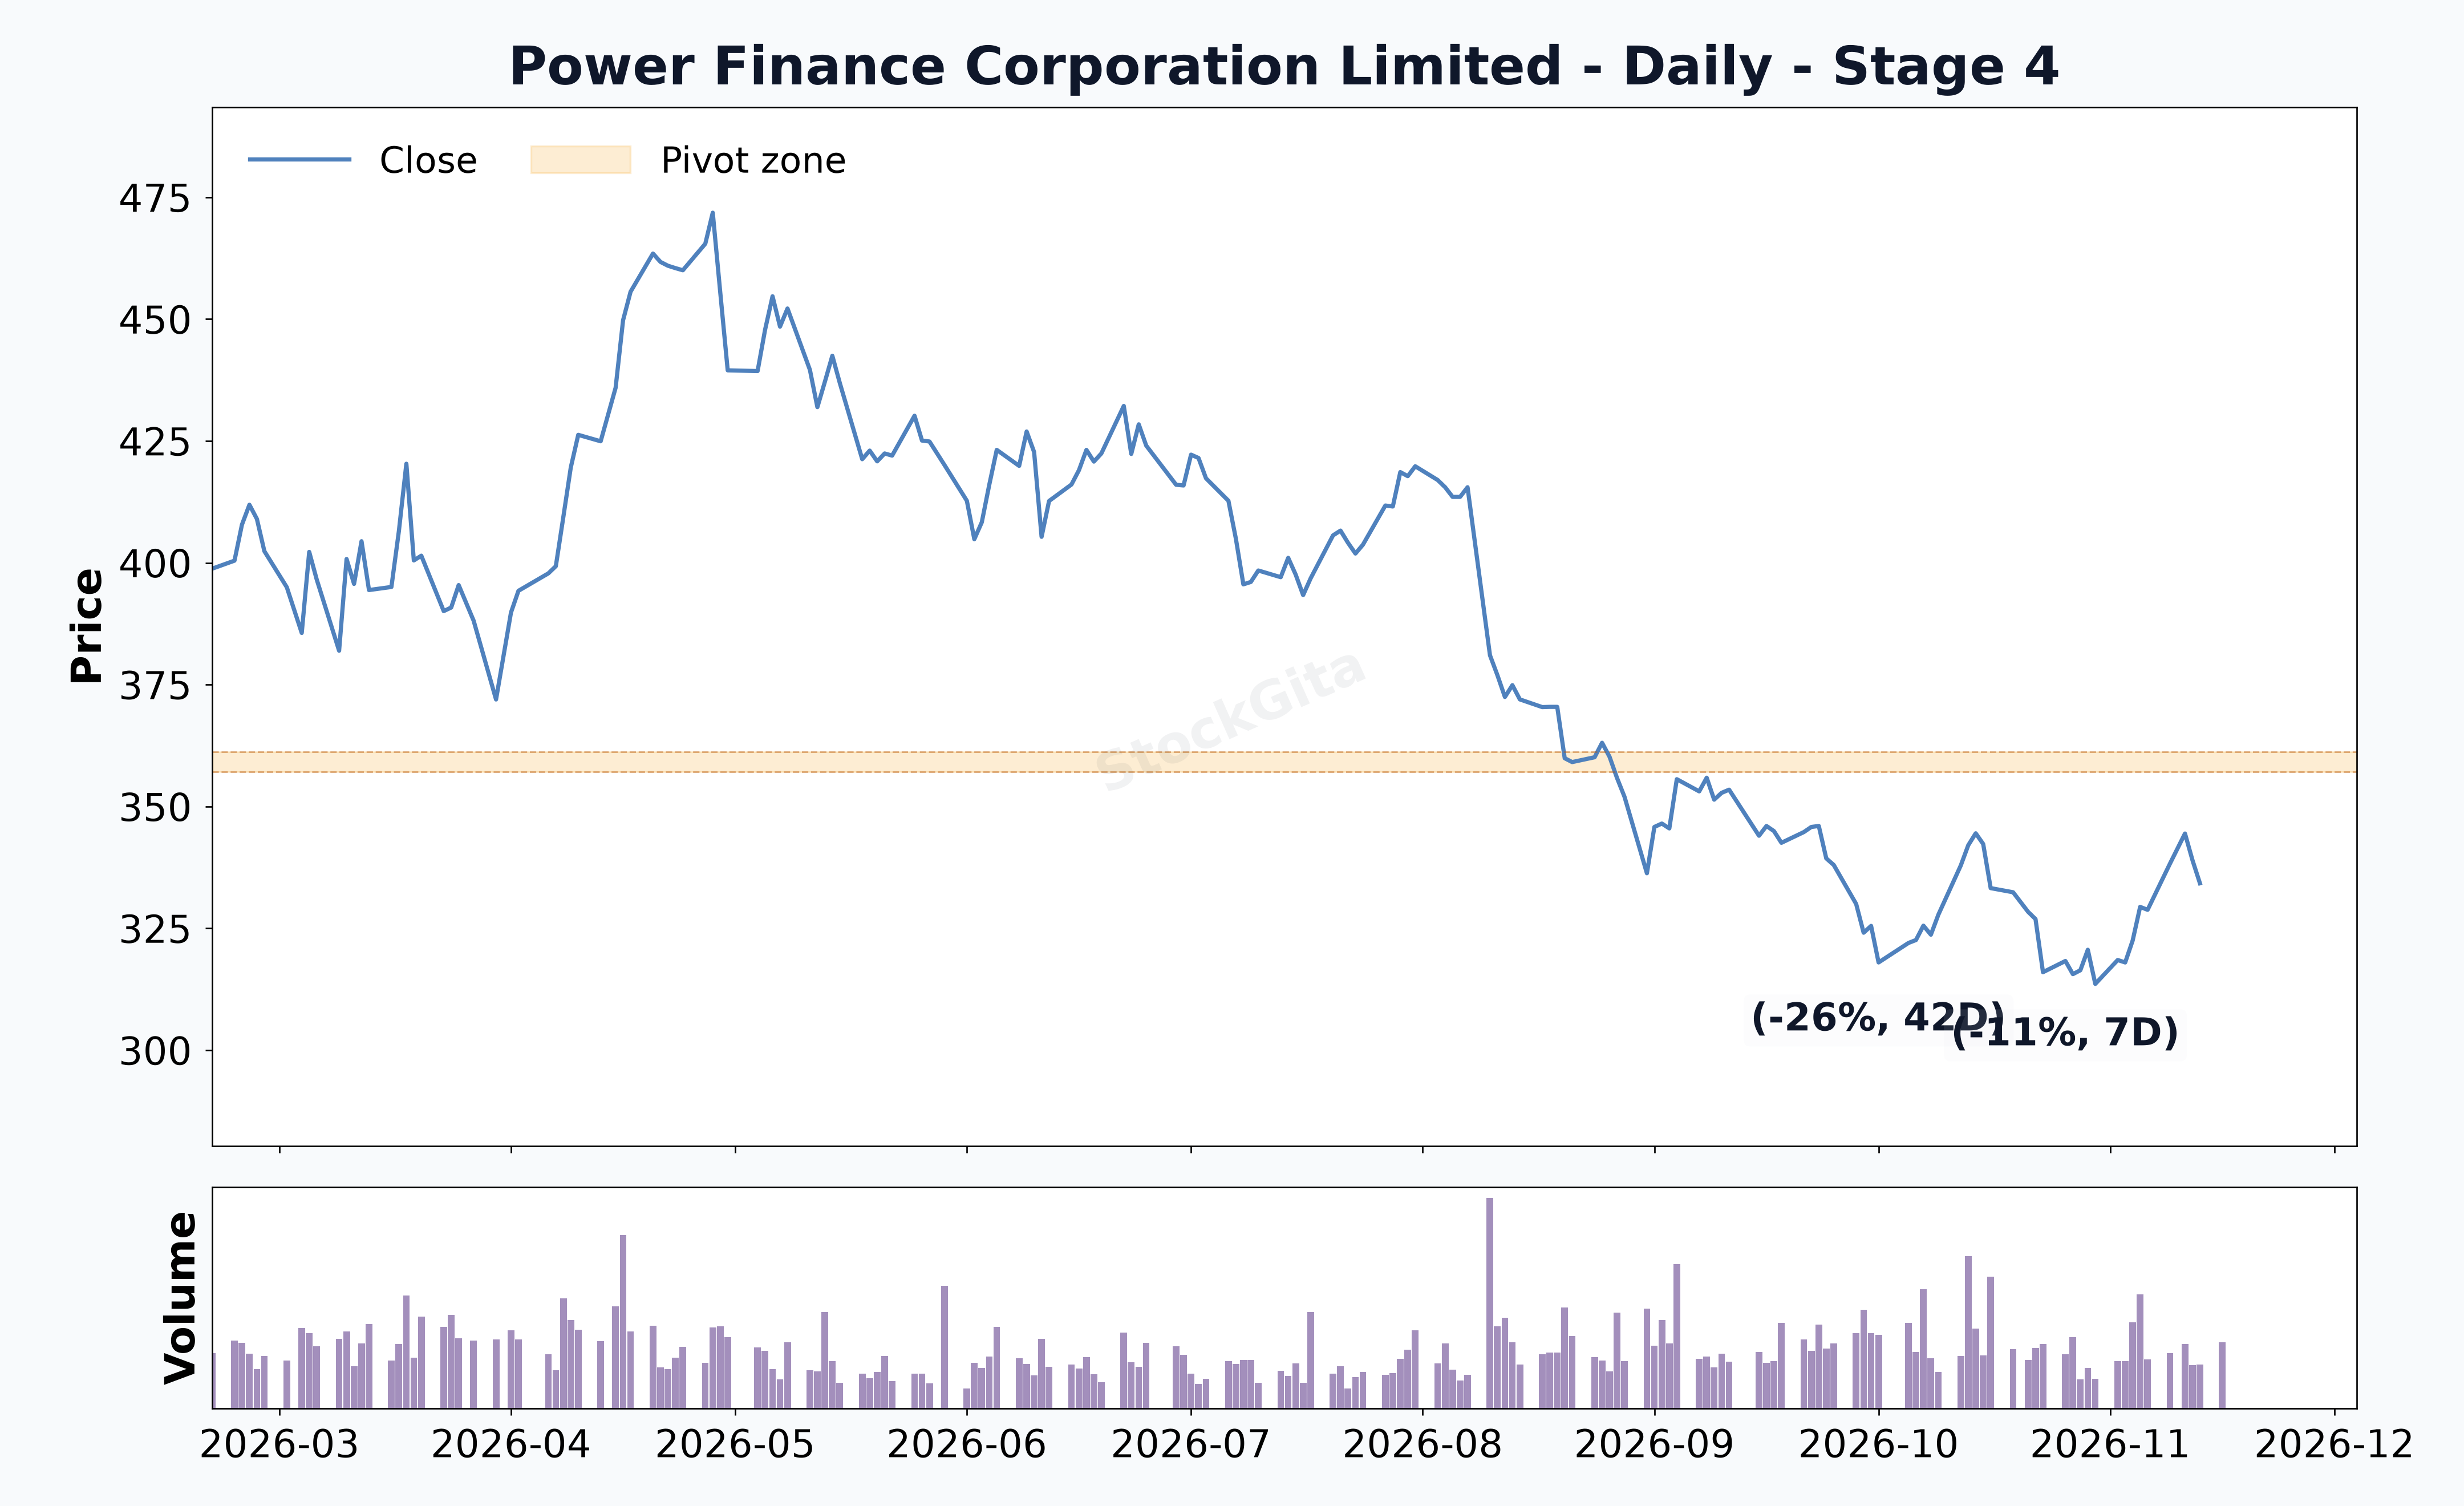 Power Finance Corporation Limited - Daily - Stage 4
Close
Pivot zone
475
450
425
400
375
350
325
300
Price
StockGita
(-26%, 42D)
(-11%, 7D)
Volume
2026-03
2026-04
2026-05
2026-06
2026-07
2026-08
2026-09
2026-10
2026-11
2026-12